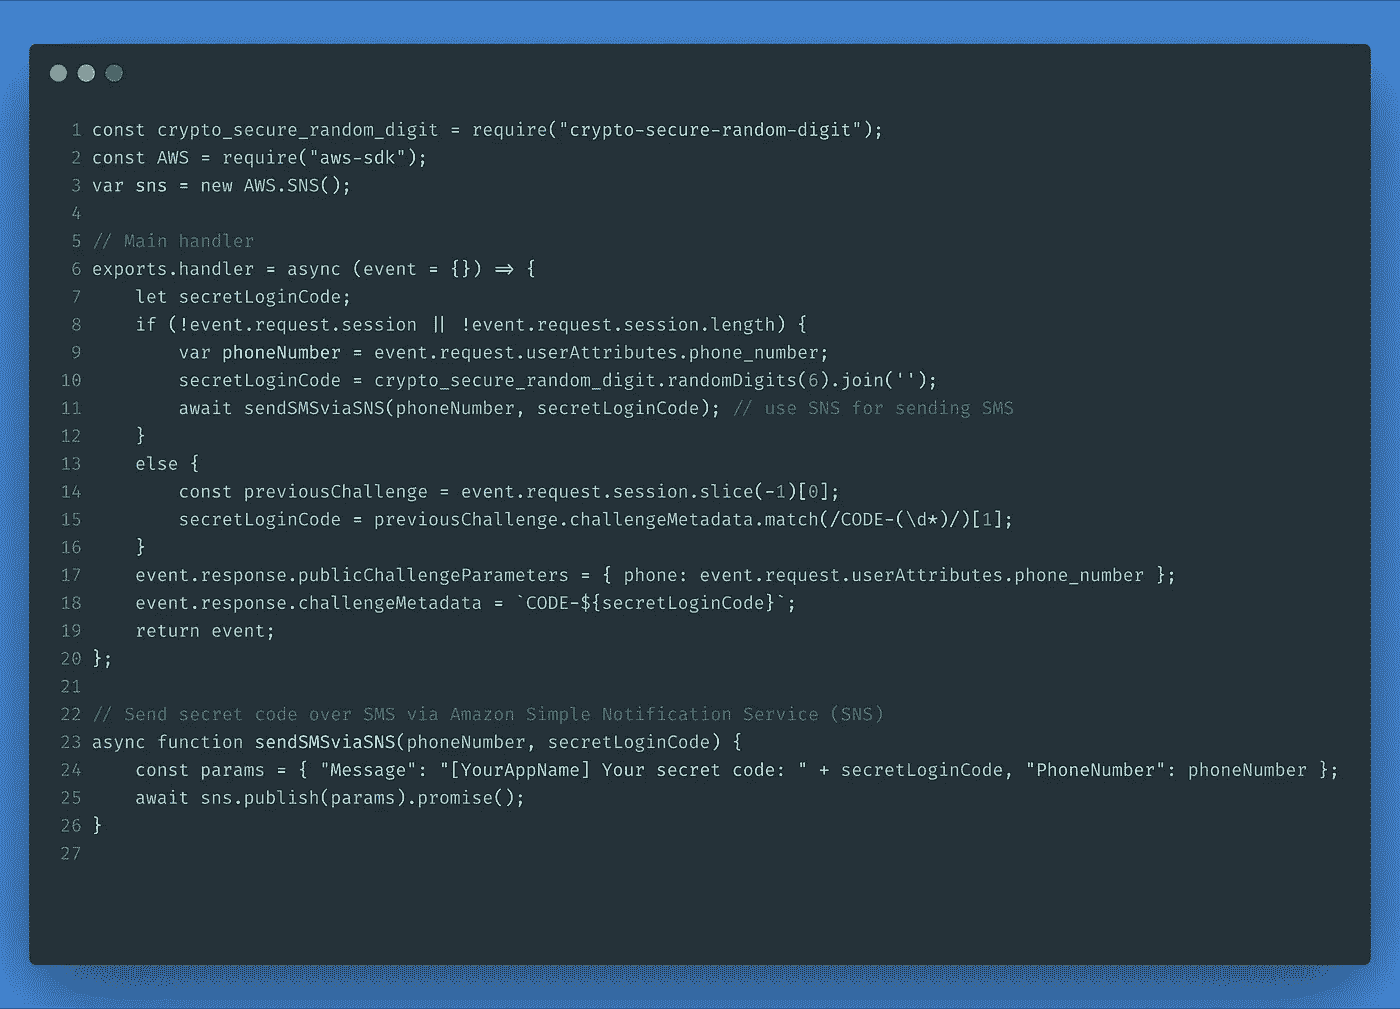 1 const crypto_secure_random_digit = require("crypto-secure-random-digit");
2 const AWS = require("aws-sdk");
3 var sns = new AWS.SNS();
4
5 // Main handler
6 exports.handler = async (event = {}) => {
7     let secretLoginCode;
8     if (!event.request.session || !event.request.session.length) {
9         var phoneNumber = event.request.userAttributes.phone_number;
10         secretLoginCode = crypto_secure_random_digit.randomDigits(6).join('');
11         await sendSMSviaSNS(phoneNumber, secretLoginCode); // use SNS for sending SMS
12     }
13     else {
14         const previousChallenge = event.request.session.slice(-1)[0];
15         secretLoginCode = previousChallenge.challengeMetadata.match(/CODE-(\d*)/)[1];
16     }
17     event.response.publicChallengeParameters = { phone: event.request.userAttributes.phone_number };
18     event.response.challengeMetadata = `CODE-${secretLoginCode}`;
19     return event;
20 };
21
22 // Send secret code over SMS via Amazon Simple Notification Service (SNS)
23 async function sendSMSviaSNS(phoneNumber, secretLoginCode) {
24     const params = { "Message": "[YourAppName] Your secret code: " + secretLoginCode, "PhoneNumber": phoneNumber };
25     await sns.publish(params).promise();
26 }
27